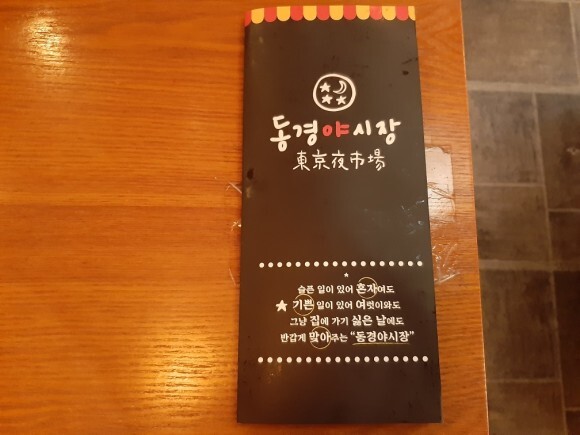 동경야시장
東京夜市場
슬픈 일이 있어 혼자여도
기쁜 일이 있어 여럿이와도
그냥 집에 가기 싫은 날에도
반갑게 맞아주는 "동경야시장"